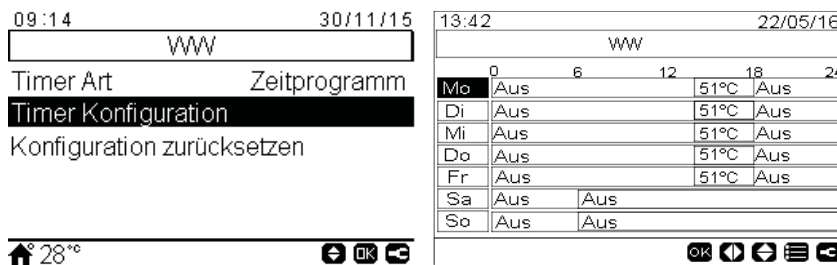 09:14 30/11/15
WW
Timer Art Zeitprogramm
Timer Konfiguration
Konfiguration zurücksetzen
28°C OK
13:42 22/05/16
WW
0 6 12 18 24
Mo Aus 51°C Aus
Di Aus 51°C Aus
Mi Aus 51°C Aus
Do Aus 51°C Aus
Fr Aus 51°C Aus
Sa Aus Aus
So Aus Aus
OK